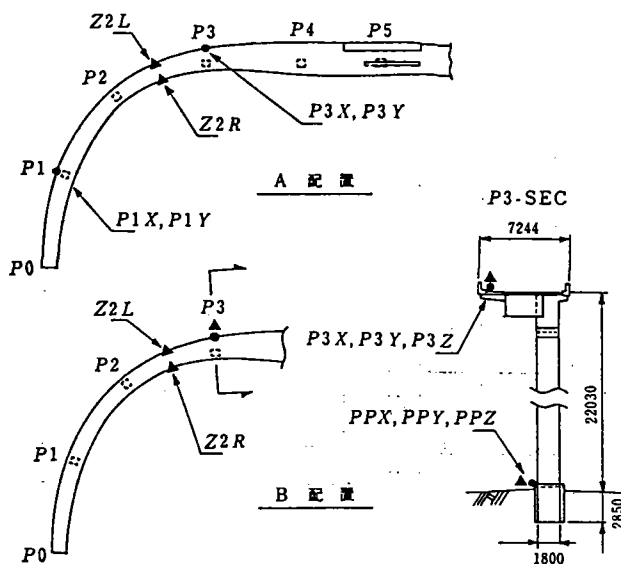 Z2L
P3
P4
P5
P2
Z2R
P3X, P3Y
P1
P1X, P1Y
P0
A 配置
P3-SEC
7244
Z2L
P3
P3X, P3Y, P3Z
P2
Z2R
PPX, PPY, PPZ
22030
P1
B 配置
2850
P0
1800